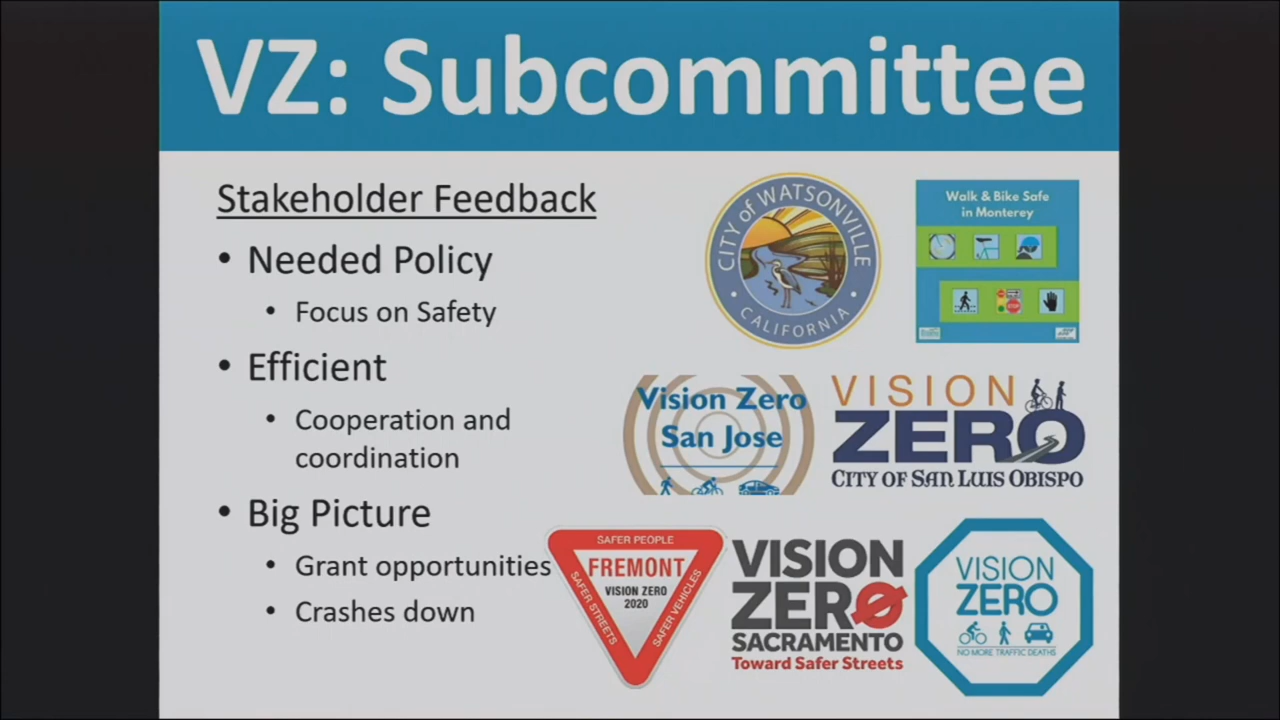 VZ: Subcommittee
Stakeholder Feedback
• Needed Policy
• Focus on Safety
• Efficient
• Cooperation and
coordination
• Big Picture
• Grant opportunities
• Crashes down
CITY of WATSONVILLE
• CALIFORNIA •
Walk & Bike Safe
in Monterey
STOP
Vision Zero
San Jose
VISION
ZERO
CITY OF SAN LUIS OBISPO
SAFER PEOPLE
FREMONT
VISION ZERO
2020
SAFER STREETS
SAFER VEHICLES
VISION
ZERO
SACRAMENTO
Toward Safer Streets
VISION
ZERO
NO MORE TRAFFIC DEATHS